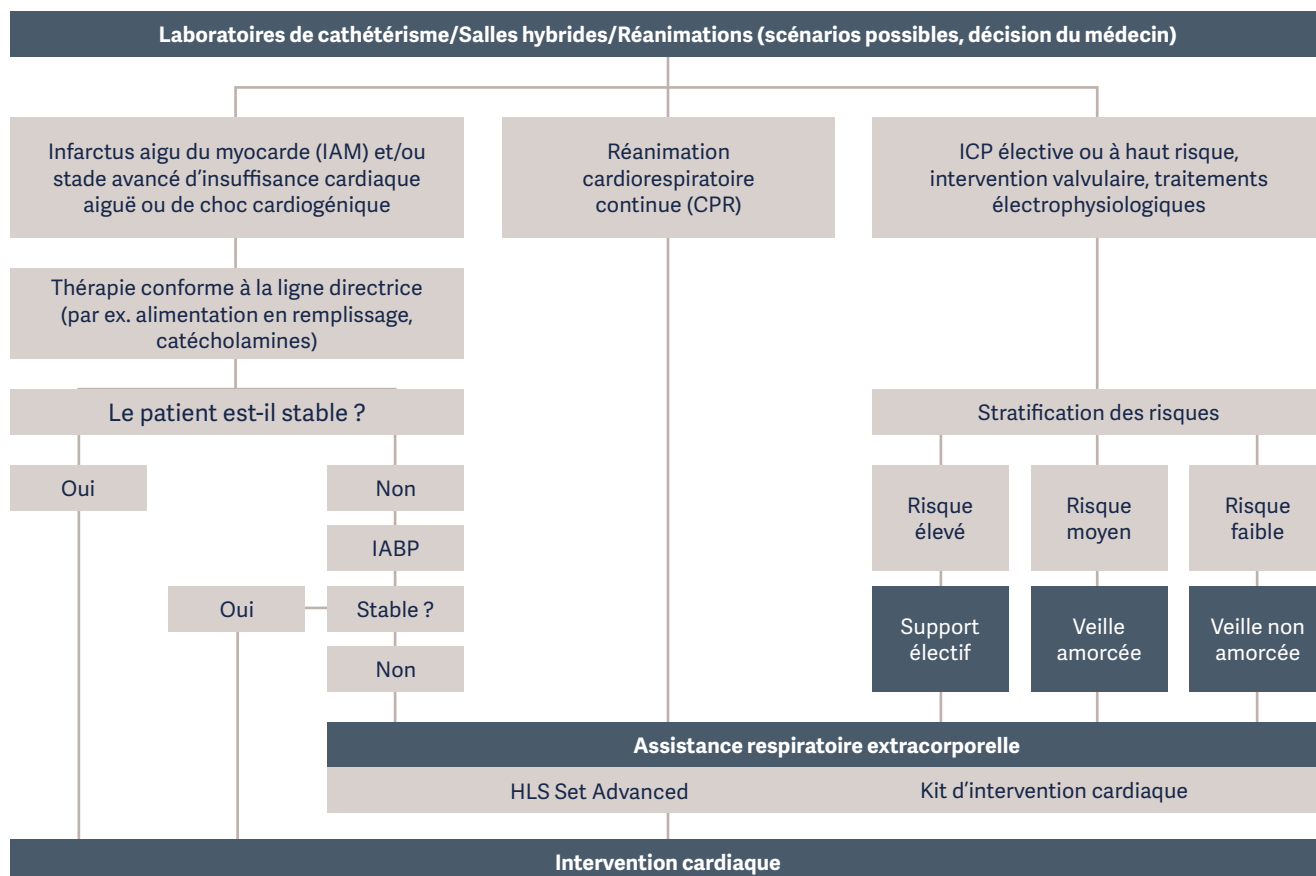 Laboratoires de cathétérisme/Salles hybrides/Réanimations (scénarios possibles, décision du médecin)
Infarctus aigu du myocarde (IAM) et/ou
stade avancé d'insuffisance cardiaque
aiguë ou de choc cardiogénique
Réanimation
cardiorespiratoire
continue (CPR)
ICP élective ou à haut risque,
intervention valvulaire, traitements
électrophysiologiques
Thérapie conforme à la ligne directrice
(par ex. alimentation en remplissage,
catécholamines)
Le patient est-il stable ?
Stratification des risques
Oui
Non
Risque
élevé
Risque
moyen
Risque
faible
IABP
Oui
Stable ?
Non
Support
électif
Veille
amorcée
Veille non
amorcée
Assistance respiratoire extracorporelle
HLS Set Advanced
Kit d'intervention cardiaque
Intervention cardiaque